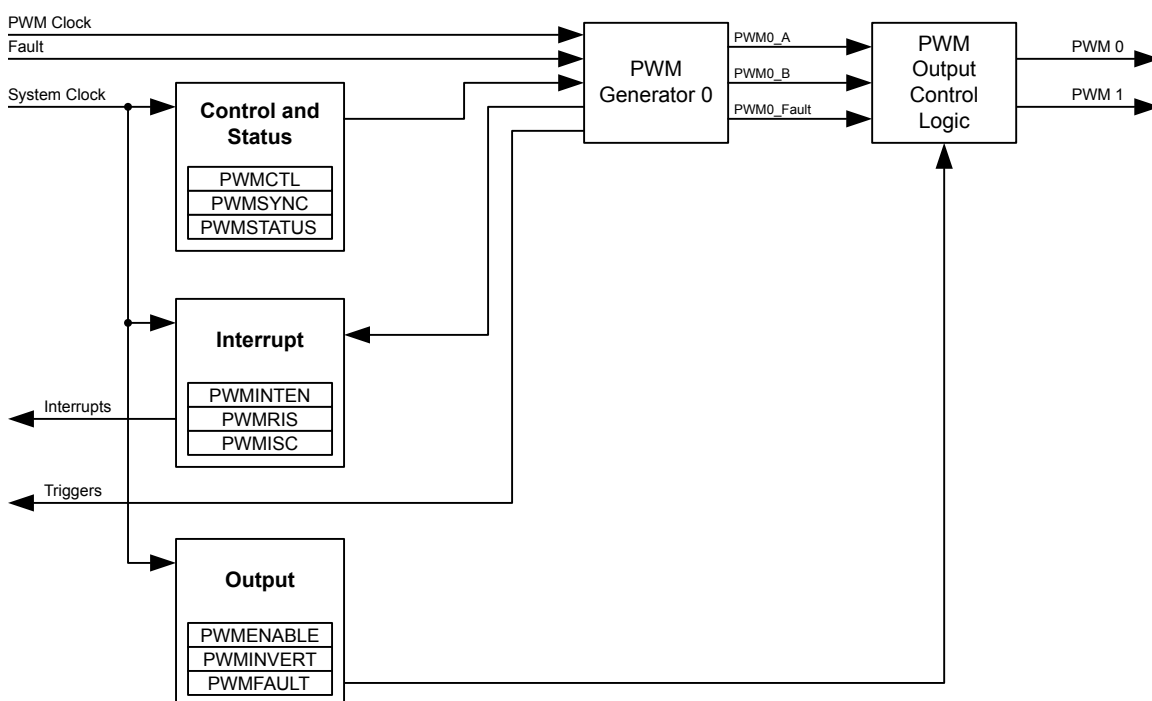 PWM Clock
Fault
System Clock
Control and
Status
PWMCTL
PWMSYNC
PWMSTATUS
Interrupt
PWMINTEN
PWMRIS
PWMISC
Interrupts
Triggers
Output
PWMENABLE
PWMINVERT
PWMFAULT
PWM
Generator 0
PWM0_A
PWM0_B
PWM0_Fault
PWM
Output
Control
Logic
PWM 0
PWM 1